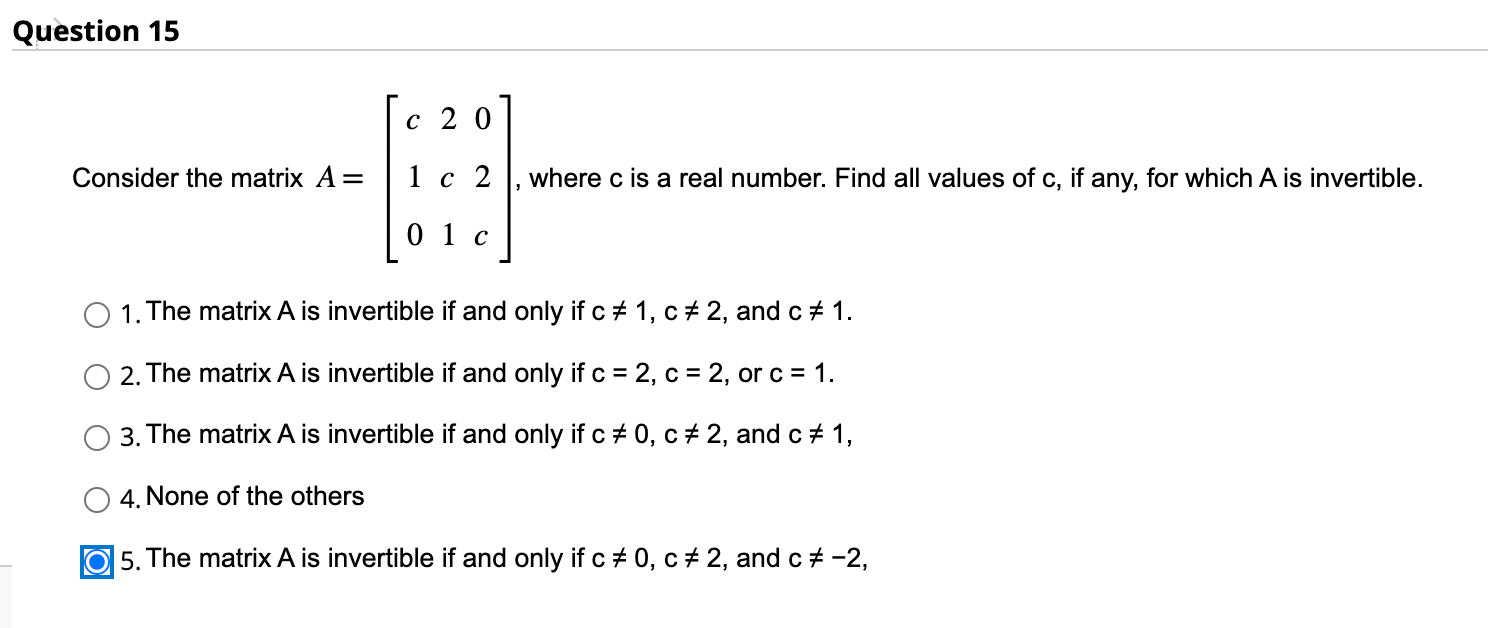 Question 15
c 2 0
Consider the matrix A = 1 c 2 , where c is a real number. Find all values of c, if any, for which A is invertible.
0 1 c
1. The matrix A is invertible if and only if c ≠ 1, c ≠ 2, and c ≠ 1.
2. The matrix A is invertible if and only if c = 2, c = 2, or c = 1.
3. The matrix A is invertible if and only if c ≠ 0, c ≠ 2, and c ≠ 1,
4. None of the others
5. The matrix A is invertible if and only if c ≠ 0, c ≠ 2, and c ≠ −2,